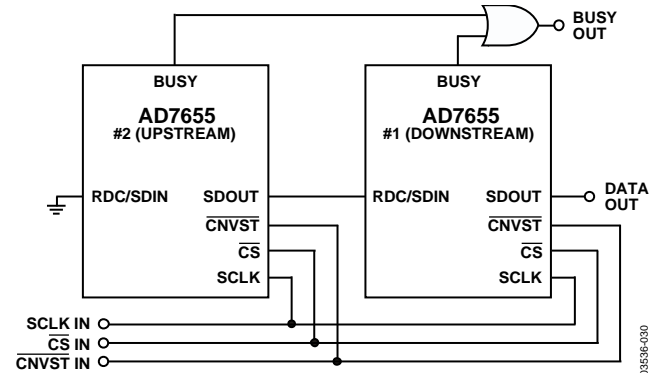 BUSY
OUT
BUSY
AD7655
#2 (UPSTREAM)
RDC/SDIN
SDOUT
CNVST
CS
SCLK
BUSY
AD7655
#1 (DOWNSTREAM)
RDC/SDIN
SDOUT
CNVST
CS
SCLK
DATA
OUT
SCLK IN
CS IN
CNVST IN
03536-030